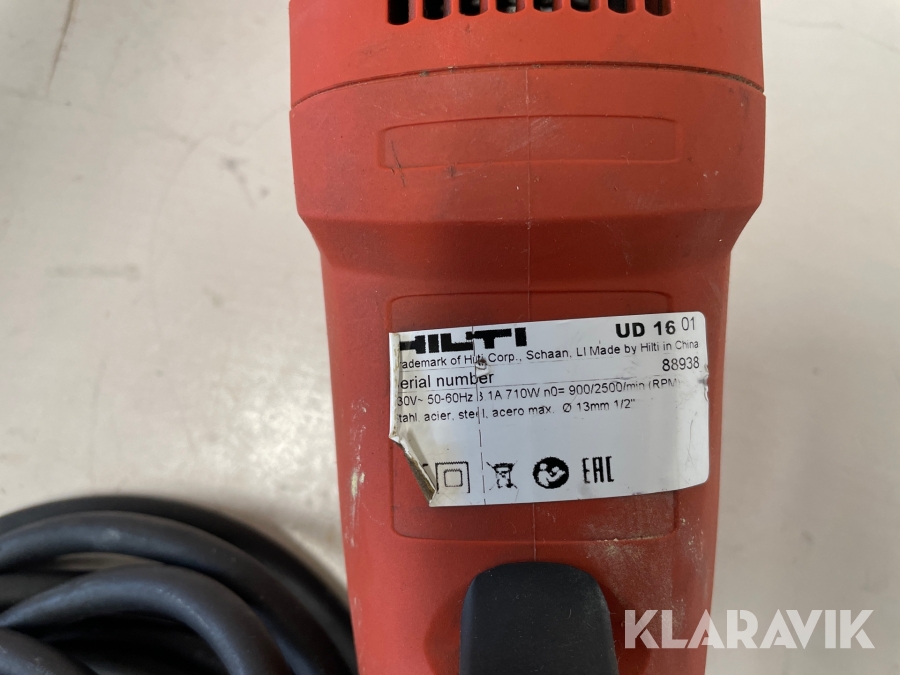 HILTI UD 16 01
rademark of Hilti Corp., Schaan, LI Made by Hilti in China
erial number 88938
30V~ 50-60Hz 3.1A 710W n0= 900/2500/min (RPM)
tahl, acier, steel, acero max. Ø 13mm 1/2"
EAC
KLARAVIK